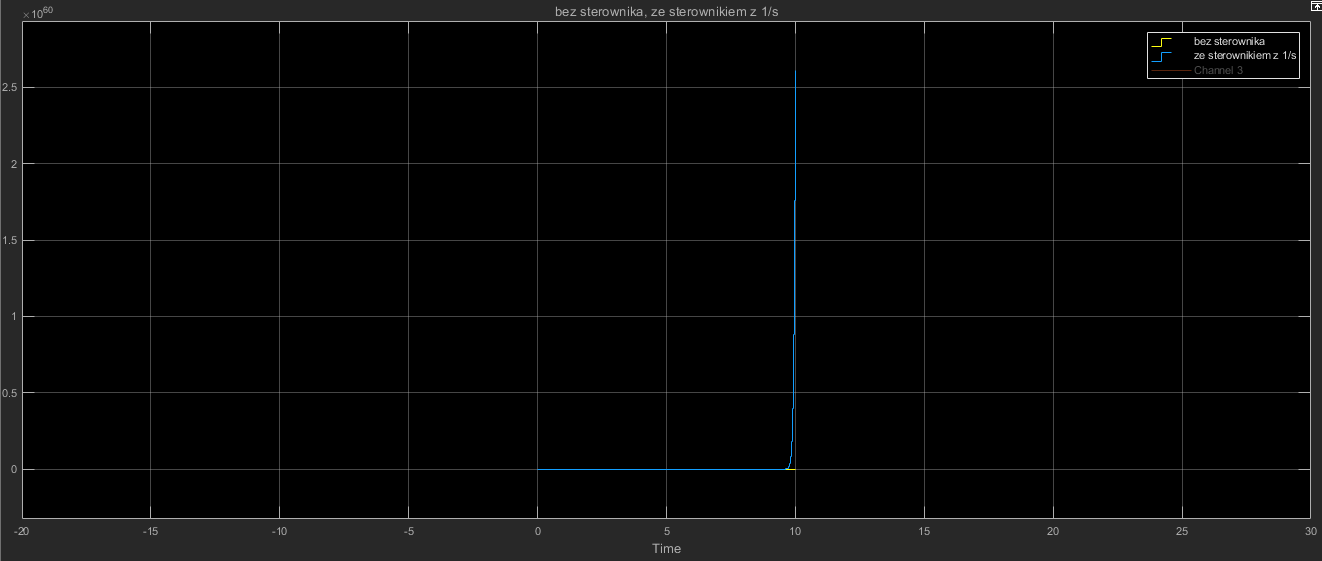 bez sterownika, ze sterownikiem z 1/s
×10^60
bez sterownika
ze sterownikiem z 1/s
Channel 3
2.5
2
1.5
1
0.5
0
-20 -15 -10 -5 0 5 10 15 20 25 30
Time